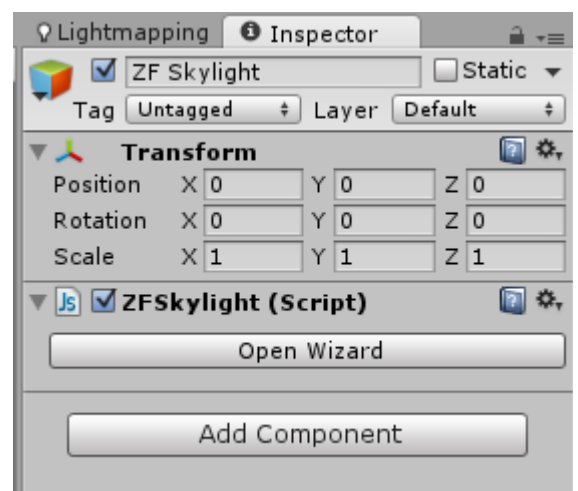 Lightmapping Inspector
ZF Skylight Static
Tag Untagged Layer Default
Transform
Position X 0 Y 0 Z 0
Rotation X 0 Y 0 Z 0
Scale X 1 Y 1 Z 1
Js ZFSkylight (Script)
Open Wizard
Add Component